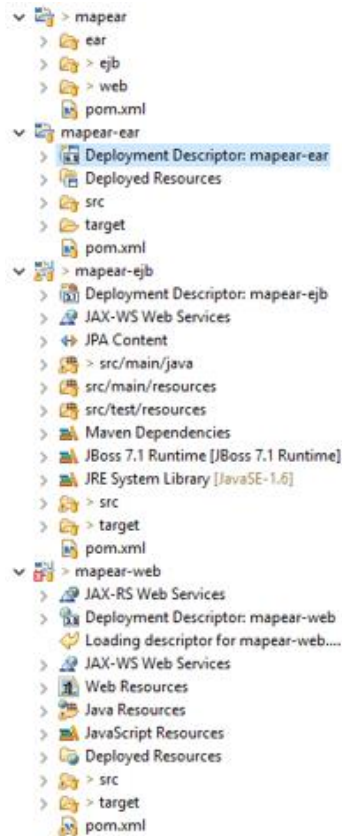 > mapear
ear
> ejb
> web
pom.xml
mapear-ear
Deployment Descriptor: mapear-ear
Deployed Resources
src
target
pom.xml
> mapear-ejb
Deployment Descriptor: mapear-ejb
JAX-WS Web Services
JPA Content
> src/main/java
src/main/resources
src/test/resources
Maven Dependencies
JBoss 7.1 Runtime [JBoss 7.1 Runtime]
JRE System Library [JavaSE-1.6]
> src
> target
pom.xml
> mapear-web
JAX-RS Web Services
Deployment Descriptor: mapear-web
Loading descriptor for mapear-web....
JAX-WS Web Services
Web Resources
Java Resources
JavaScript Resources
Deployed Resources
> src
> target
pom.xml